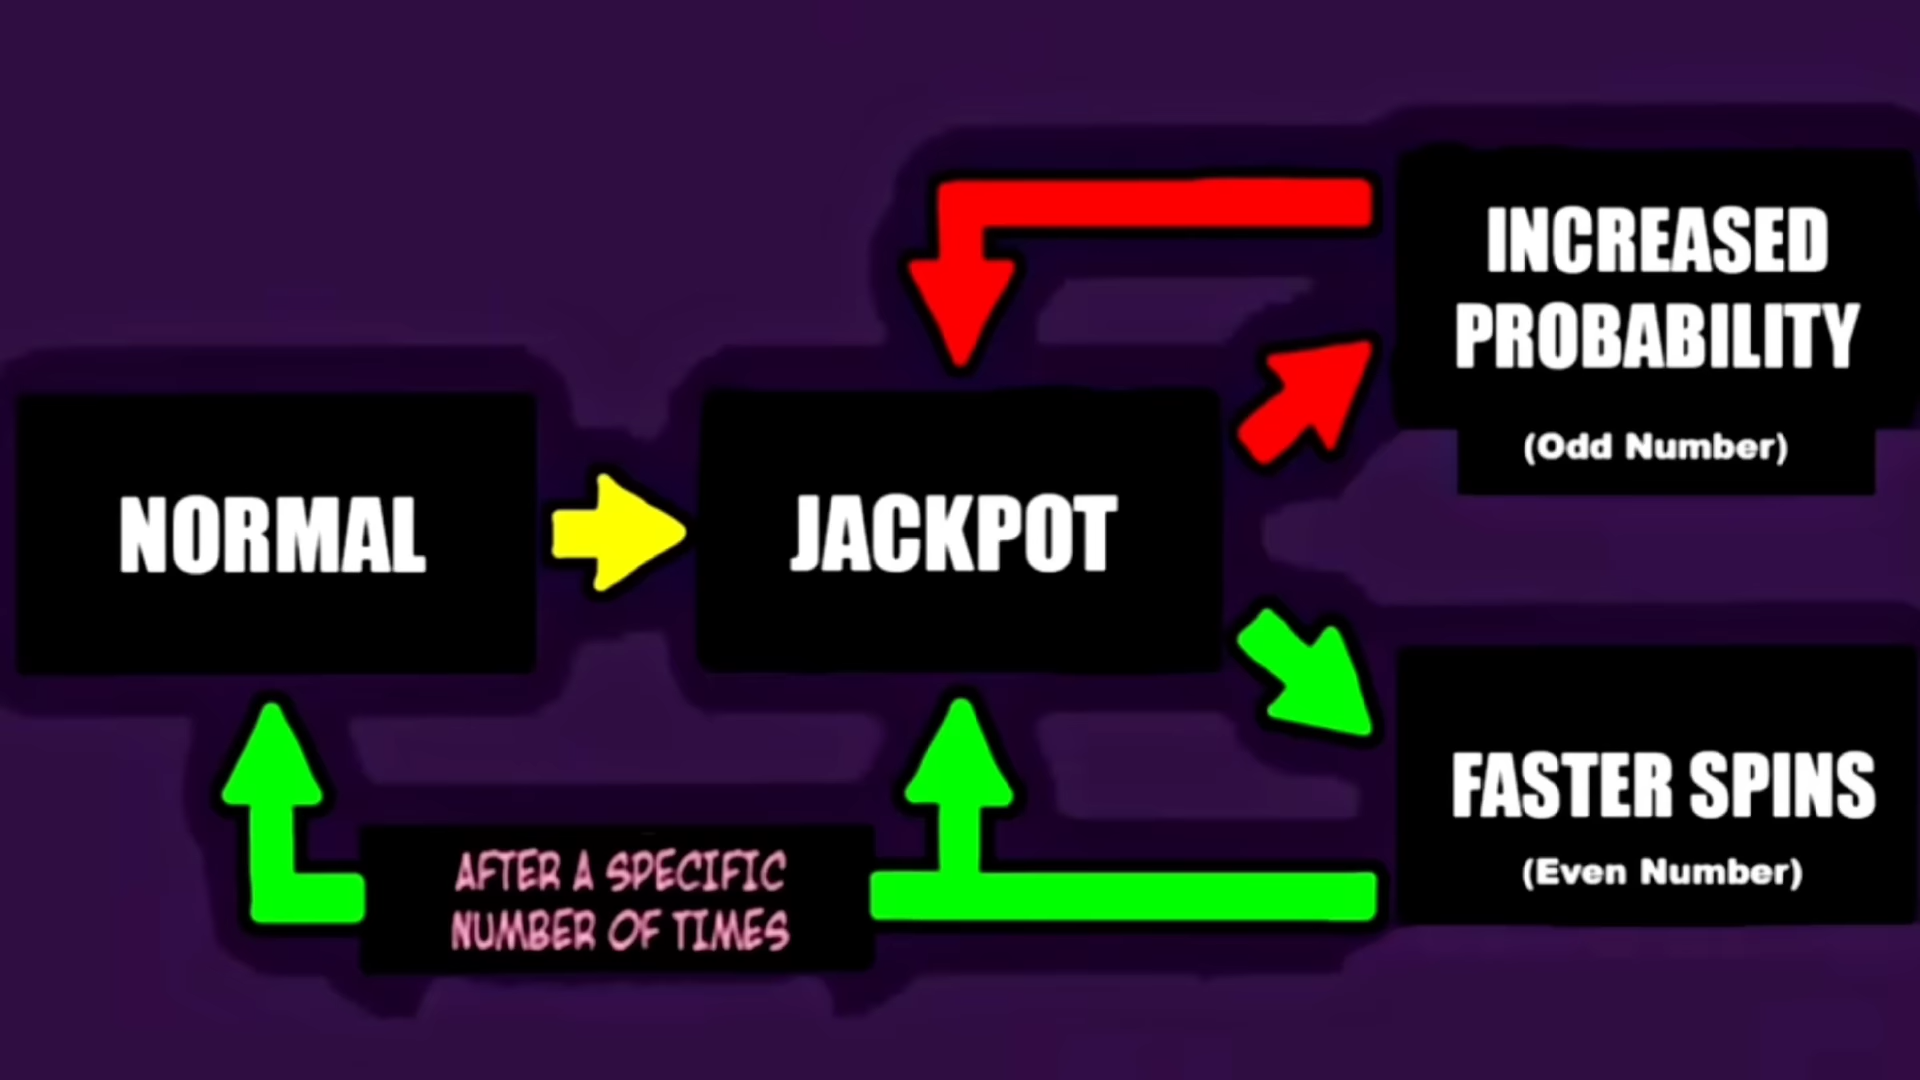 INCREASED
PROBABILITY
(Odd Number)
NORMAL
JACKPOT
FASTER SPINS
(Even Number)
AFTER A SPECIFIC
NUMBER OF TIMES